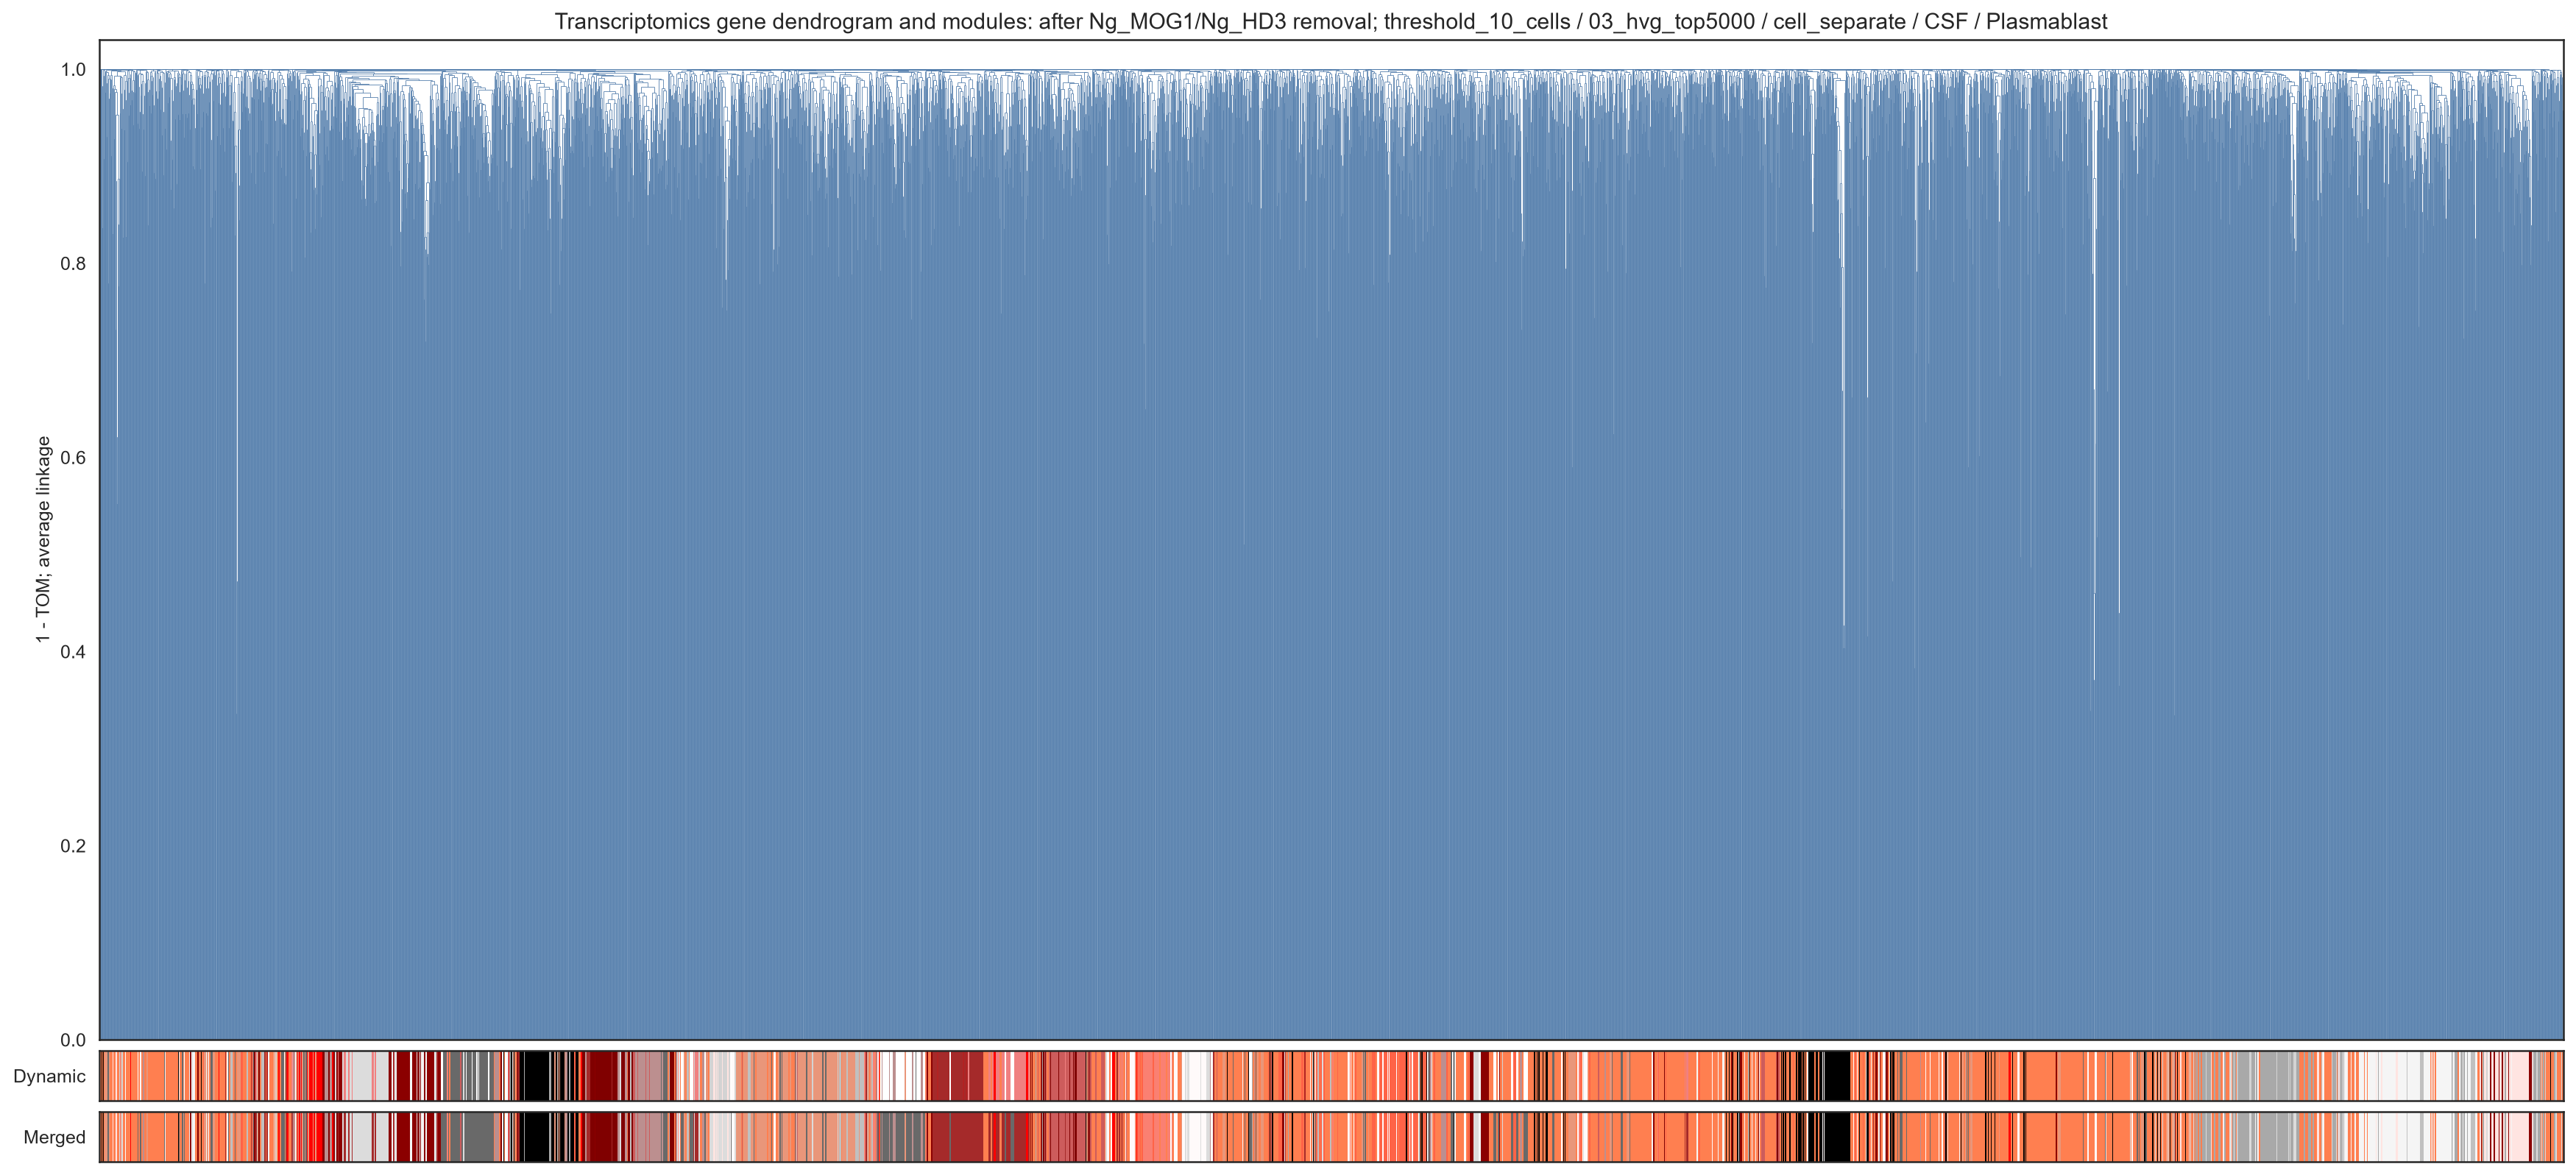 Transcriptomics gene dendrogram and modules: after Ng_MOG1/Ng_HD3 removal; threshold_10_cells / 03_hvg_top5000 / cell_separate / CSF / Plasmablast
1.0
0.8
0.6
0.4
0.2
0.0
1 - TOM; average linkage
Dynamic
Merged